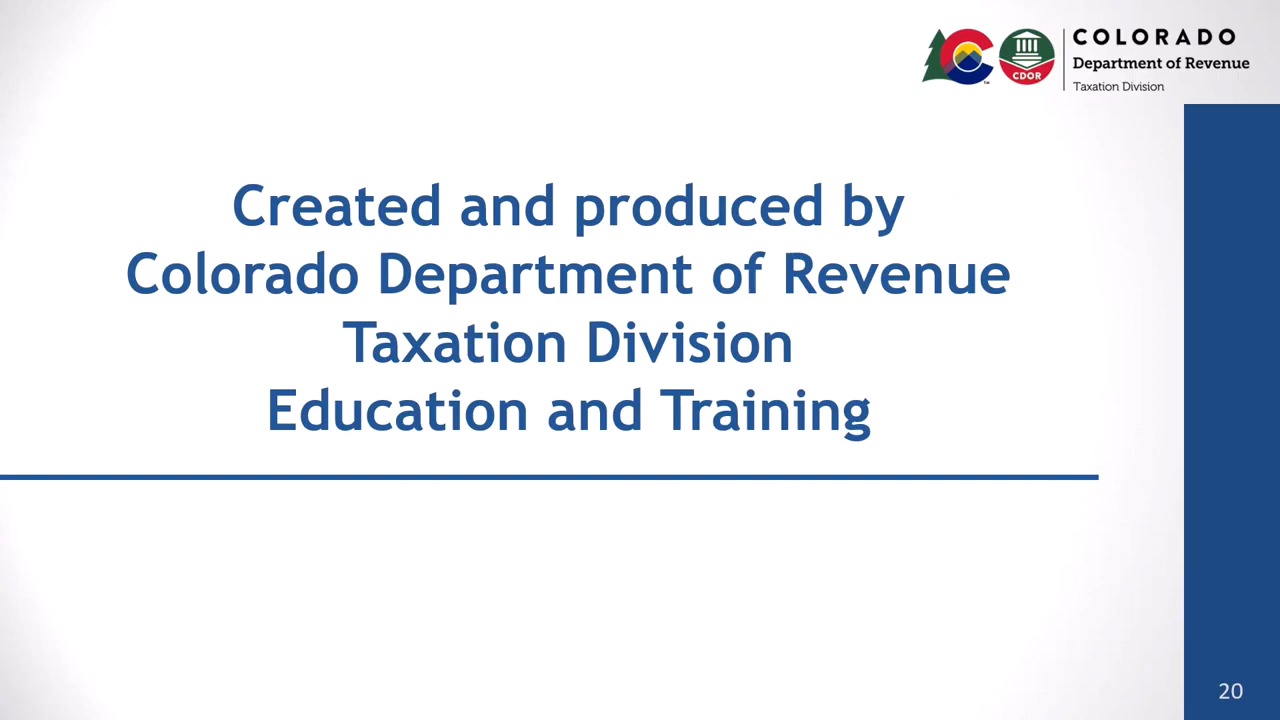 COLORADO
Department of Revenue
CDOR
TM
Taxation Division
Created and produced by
Colorado Department of Revenue
Taxation Division
Education and Training
20